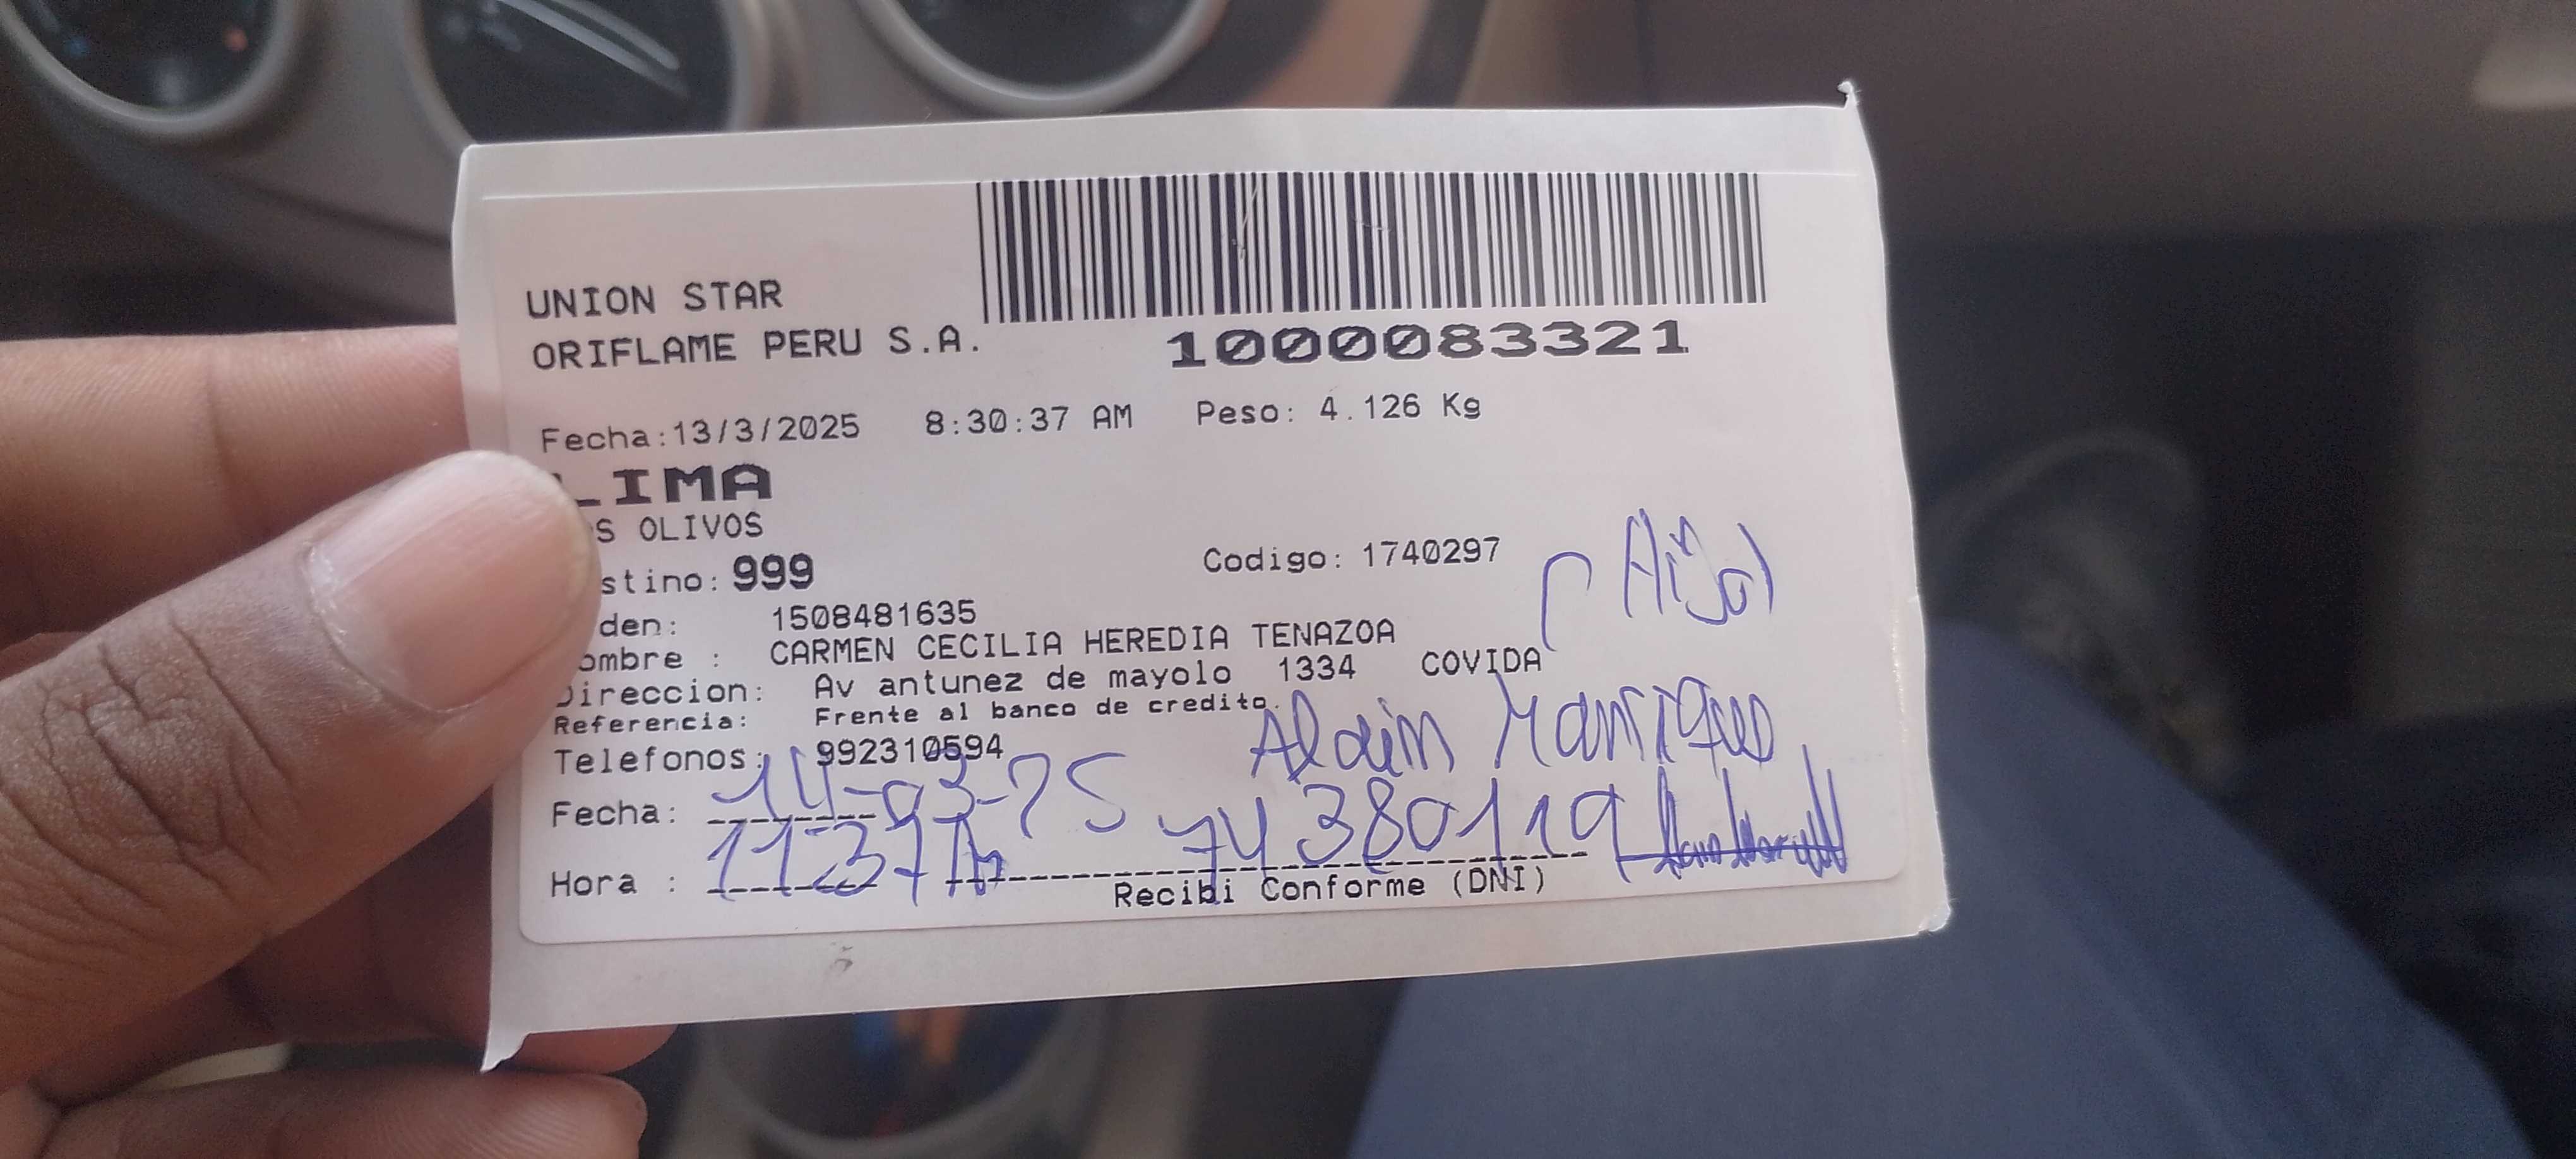 UNION STAR
ORIFLAME PERU S.A.
1000083321
Fecha:13/3/2025 8:30:37 AM Peso: 4.126 Kg
LIMA
S OLIVOS
stino: 999 Codigo: 1740297
den: 1508481635
ombre : CARMEN CECILIA HEREDIA TENAZOA
Direccion: Av antunez de mayolo 1334 COVIDA
Referencia: Frente al banco de credito.
Telefonos: 992310594
Alain Manrique
Fecha: 14-03-25
74380119
Hora : 11:37
Recibi Conforme (DNI)